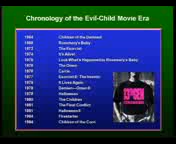 Chronology of the Evil-Child Movie Era
1964 Children of the Damned
1968 Rosemary's Baby
1973 The Exorcist
1974 It's Alive!
1976 Look What's Happened to Rosemary's Baby
1976 The Omen
1976 Carrie
1977 Exorcist II: The Heretic
1978 It Lives Again
1978 Damien—Omen II
1978 Halloween
1980 The Children
1981 The Final Conflict
1981 Halloween II
1984 Firestarter
1984 Children of the Corn